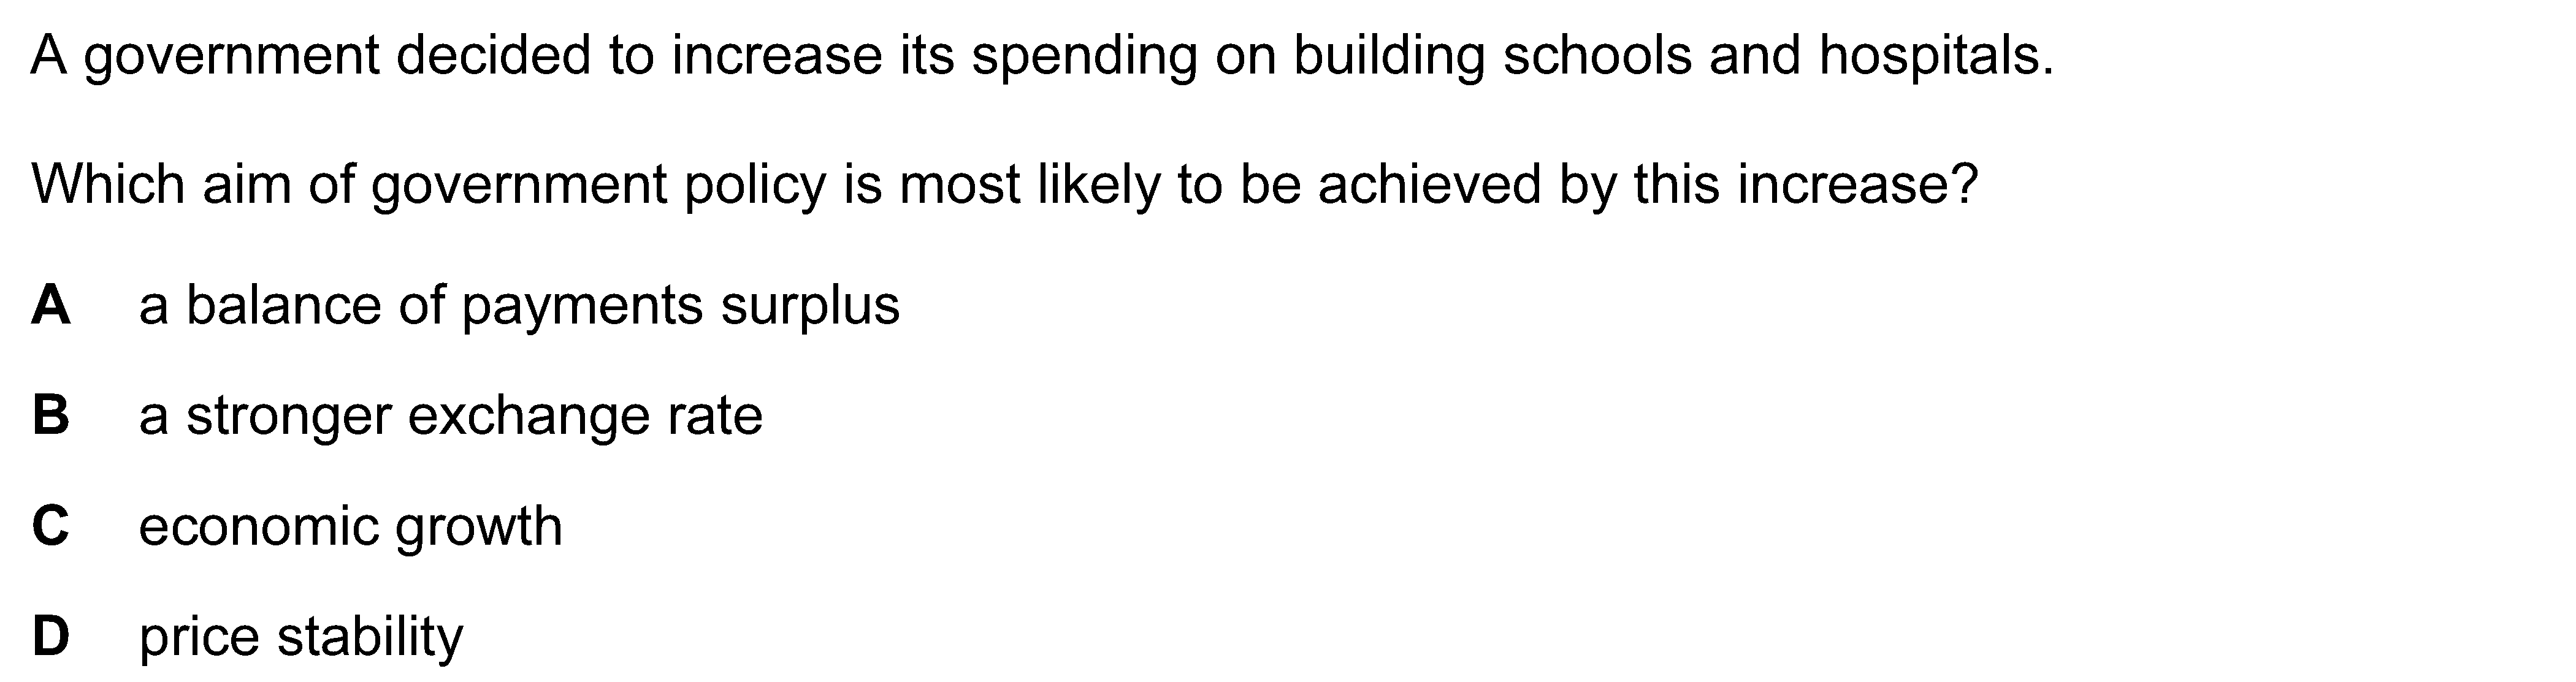 A government decided to increase its spending on building schools and hospitals.
Which aim of government policy is most likely to be achieved by this increase?
A a balance of payments surplus
B a stronger exchange rate
C economic growth
D price stability